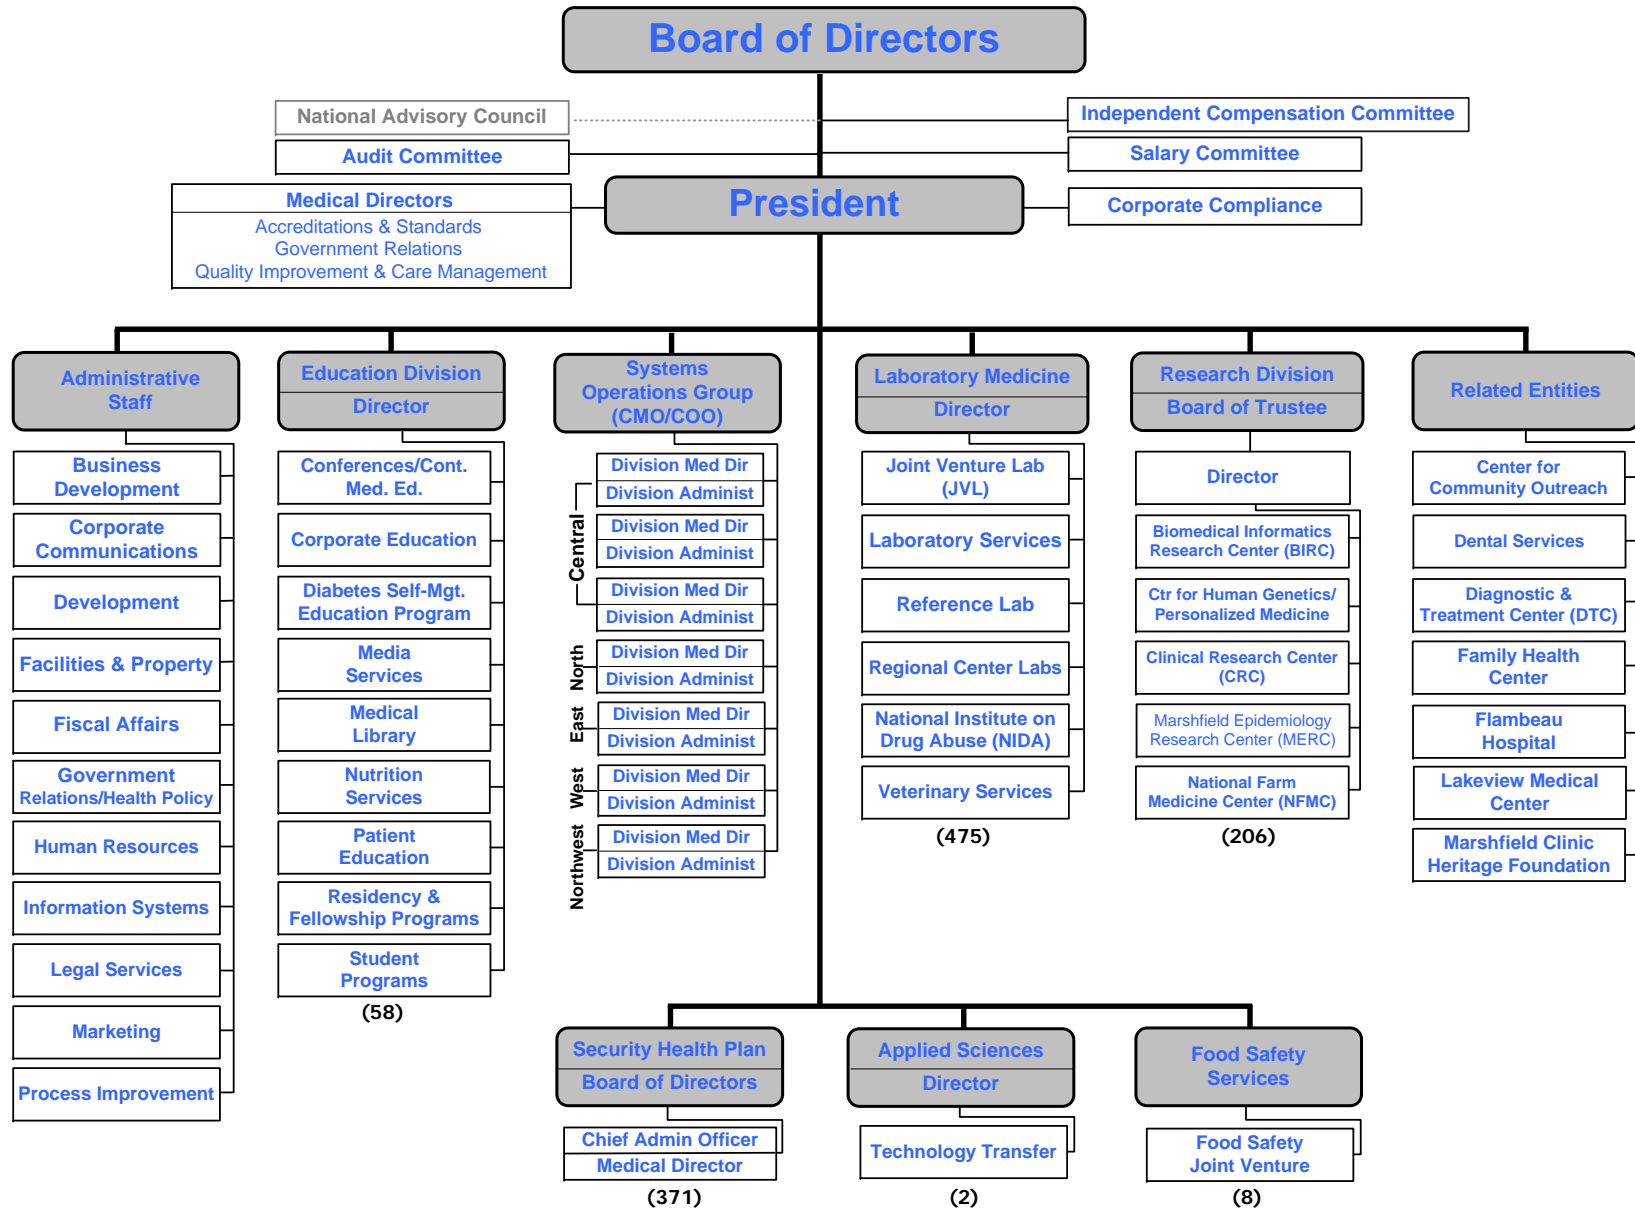 Board of Directors
National Advisory Council
Independent Compensation Committee
Audit Committee
Salary Committee
President
Medical Directors
Accreditations & Standards
Government Relations
Quality Improvement & Care Management
Corporate Compliance
Administrative
Staff
Business
Development
Corporate
Communications
Development
Facilities & Property
Fiscal Affairs
Government
Relations/Health Policy
Human Resources
Information Systems
Legal Services
Marketing
Process Improvement
Education Division
Director
Conferences/Cont.
Med. Ed.
Corporate Education
Diabetes Self-Mgt.
Education Program
Media
Services
Medical
Library
Nutrition
Services
Patient
Education
Residency &
Fellowship Programs
Student
Programs
(58)
Systems
Operations Group
(CMO/COO)
Central
Division Med Dir
Division Administ
Division Med Dir
Division Administ
Division Med Dir
Division Administ
North
Division Med Dir
Division Administ
East
Division Med Dir
Division Administ
West
Division Med Dir
Division Administ
Northwest
Division Med Dir
Division Administ
Laboratory Medicine
Director
Joint Venture Lab
(JVL)
Laboratory Services
Reference Lab
Regional Center Labs
National Institute on
Drug Abuse (NIDA)
Veterinary Services
(475)
Research Division
Board of Trustee
Director
Biomedical Informatics
Research Center (BIRC)
Ctr for Human Genetics/
Personalized Medicine
Clinical Research Center
(CRC)
Marshfield Epidemiology
Research Center (MERC)
National Farm
Medicine Center (NFMC)
(206)
Related Entities
Center for
Community Outreach
Dental Services
Diagnostic &
Treatment Center (DTC)
Family Health
Center
Flambeau
Hospital
Lakeview Medical
Center
Marshfield Clinic
Heritage Foundation
Security Health Plan
Board of Directors
Chief Admin Officer
Medical Director
(371)
Applied Sciences
Director
Technology Transfer
(2)
Food Safety
Services
Food Safety
Joint Venture
(8)